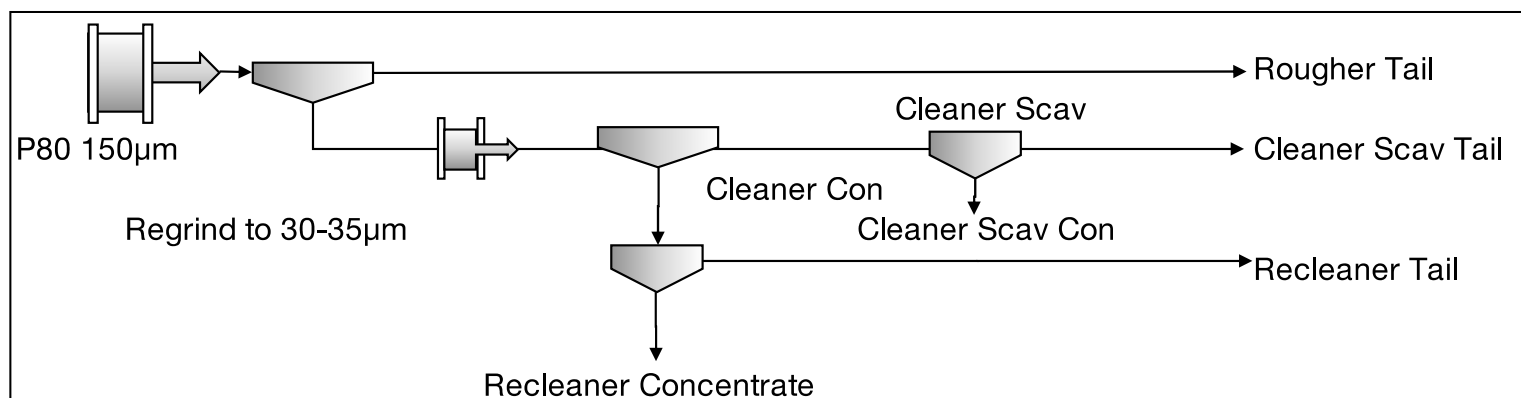 Rougher Tail
Cleaner Scav
P80 150µm
Cleaner Scav Tail
Cleaner Con
Regrind to 30-35µm
Cleaner Scav Con
Recleaner Tail
Recleaner Concentrate